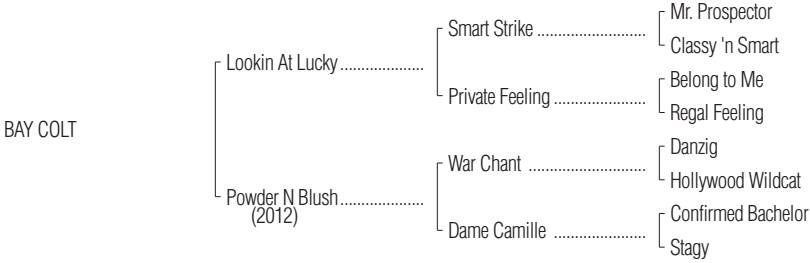 Mr. Prospector
Smart Strike ..........................
Classy 'n Smart
Lookin At Lucky ....................
Belong to Me
Private Feeling ......................
Regal Feeling
BAY COLT
Danzig
War Chant ............................
Hollywood Wildcat
Powder N Blush ....................
(2012)
Confirmed Bachelor
Dame Camille ......................
Stagy